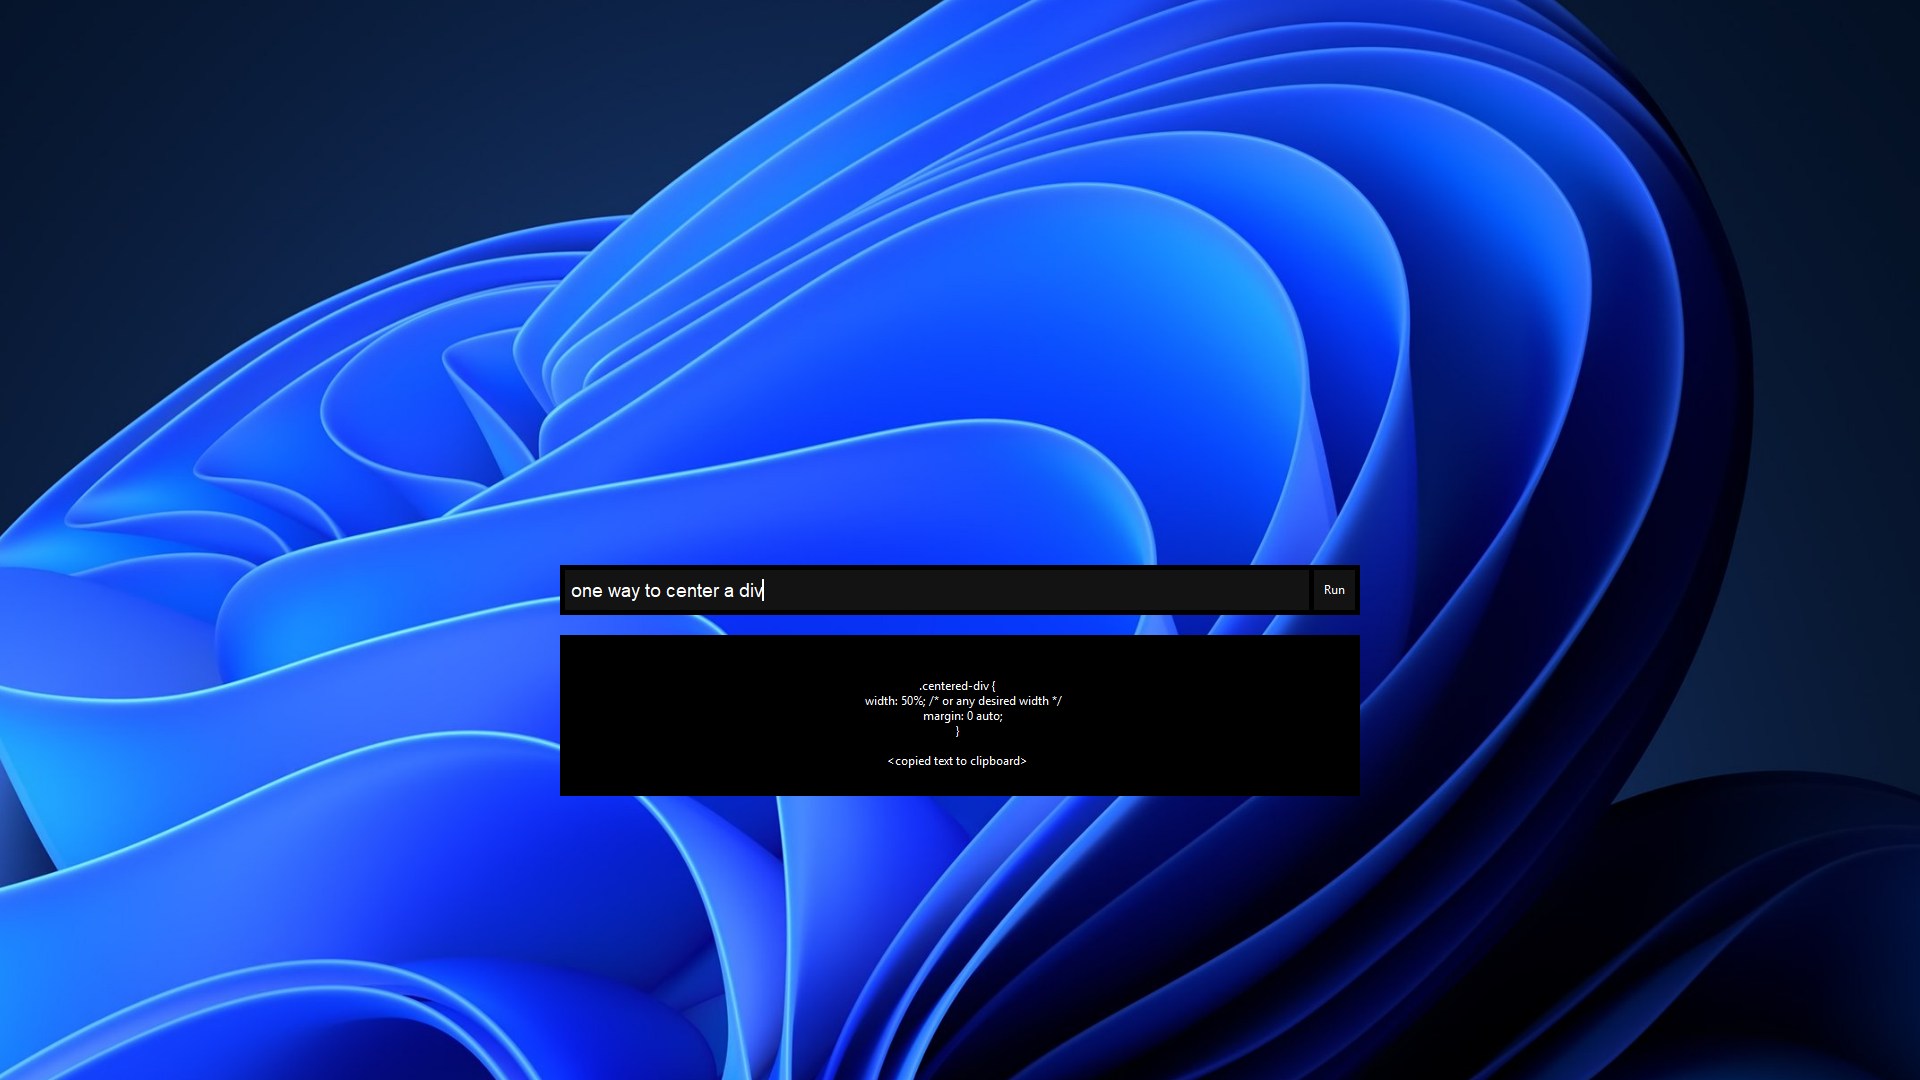 one way to center a div
Run
.centered-div {
width: 50%; /* or any desired width */
margin: 0 auto;
}
<copied text to clipboard>